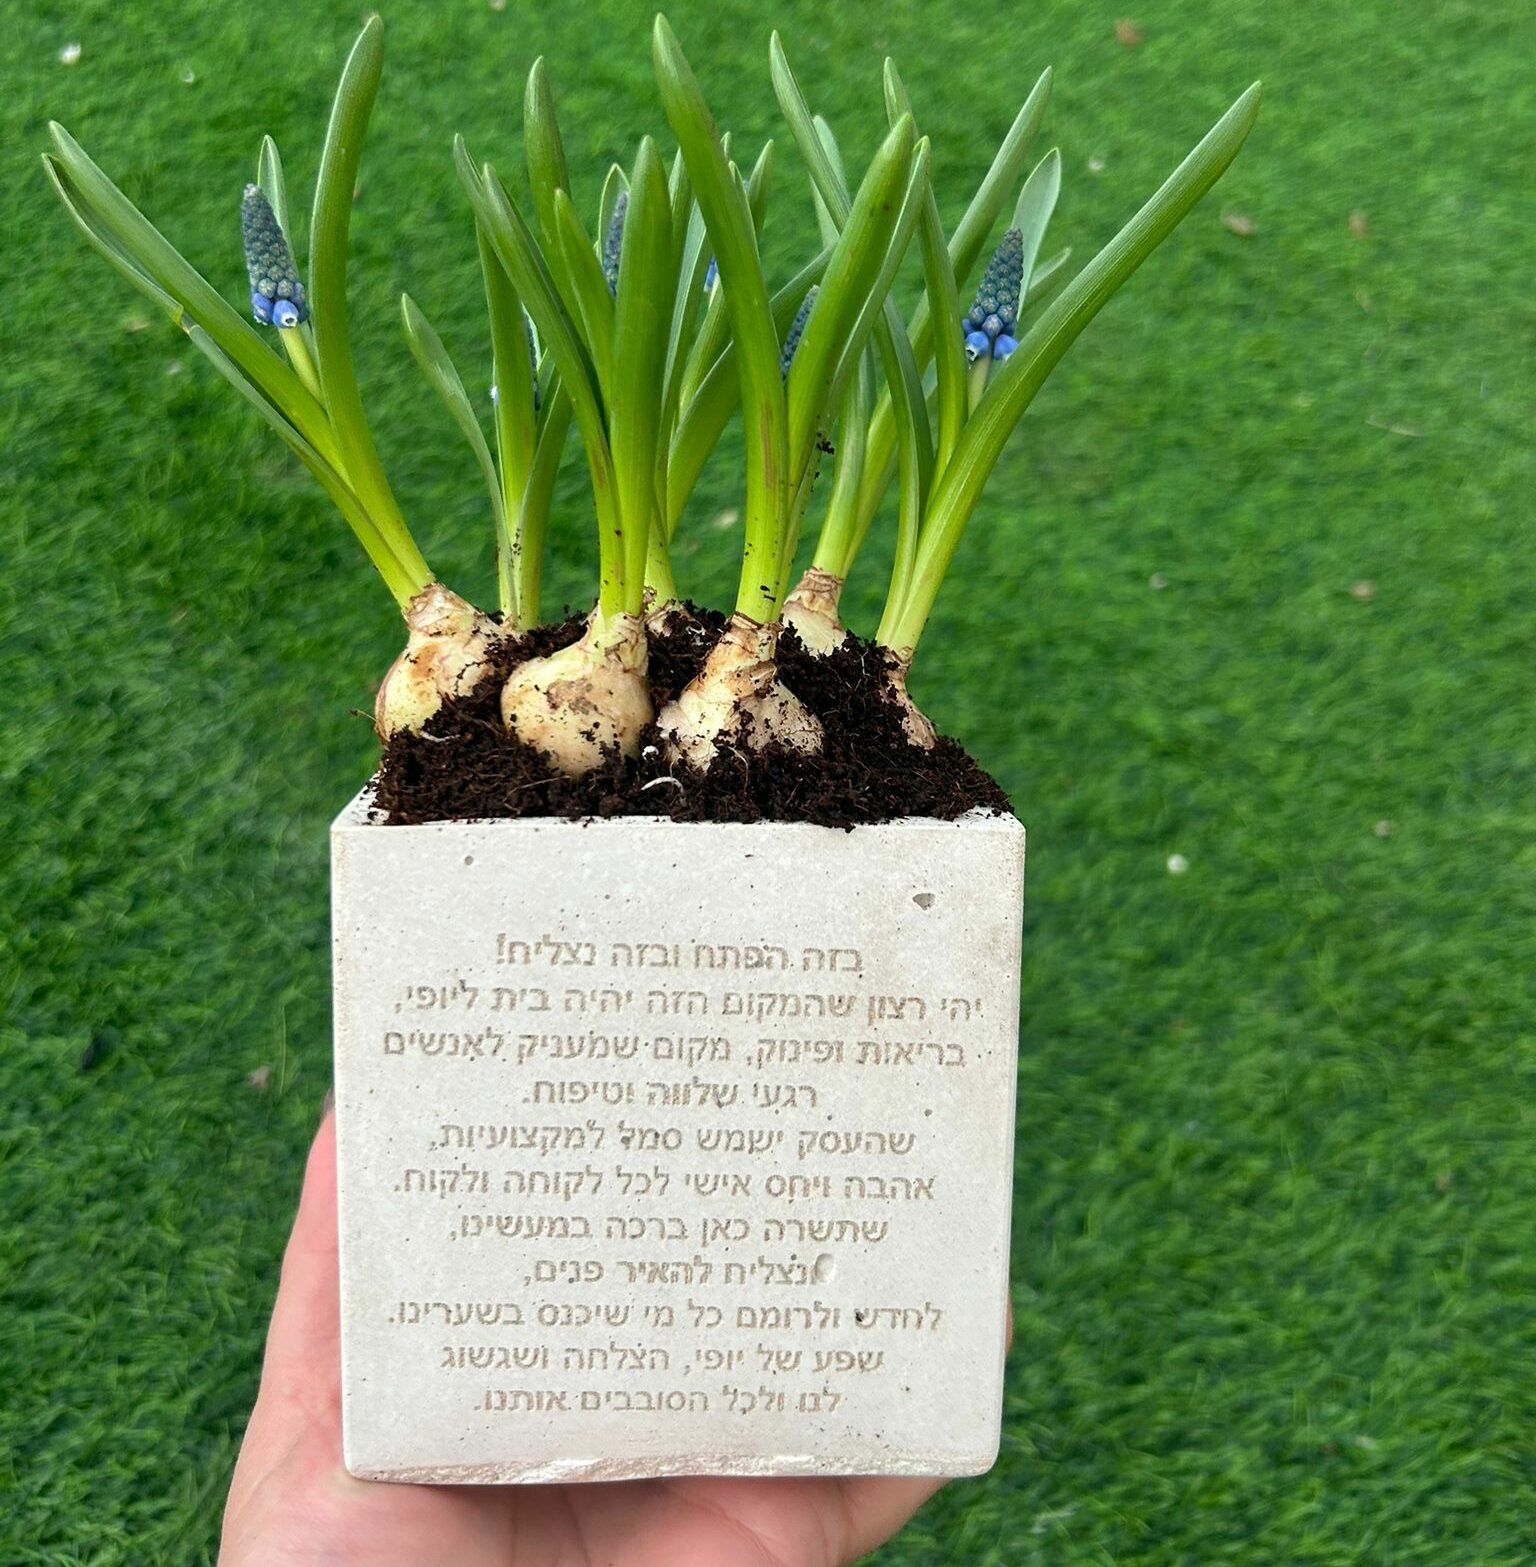 בזה הפתח ובזה נצליח!
יהי רצון שהמקום הזה יהיה בית ליופי,
בריאות ופינוק, מקום שמעניק לאנשים
רגעי שלווה וטיפוח.
שהעסק ישמש סמל למקצועיות,
אהבה ויחס אישי לכל לקוחה ולקוח.
שתשרה כאן ברכה במעשינו,
ונצליח להאיר פנים,
לחדש ולרומם כל מי שיכנס בשערינו.
שפע של יופי, הצלחה ושגשוג
לנו ולכל הסובבים אותנו.